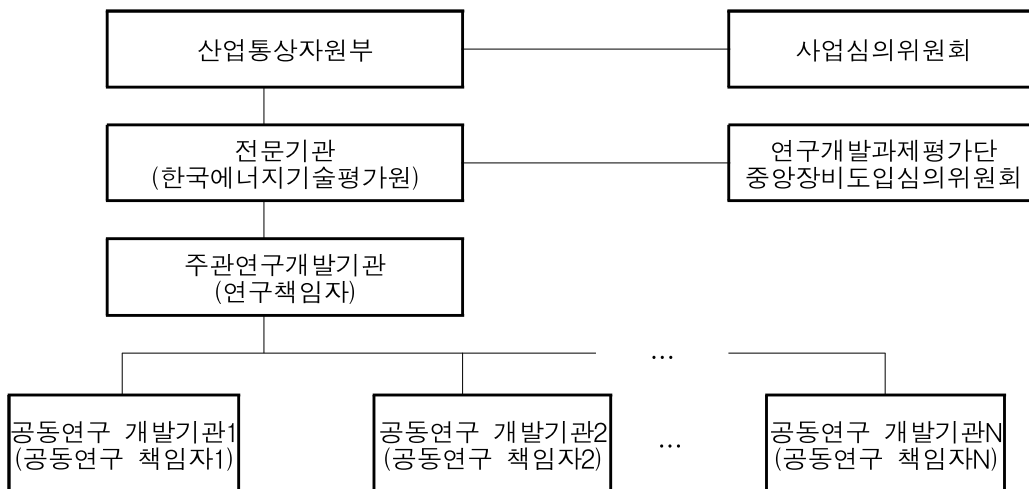 산업통상자원부
사업심의위원회
전문기관
(한국에너지기술평가원)
연구개발과제평가단
중앙장비도입심의위원회
주관연구개발기관
(연구책임자)
...
공동연구 개발기관1
(공동연구 책임자1)
공동연구 개발기관2
(공동연구 책임자2)
...
공동연구 개발기관N
(공동연구 책임자N)